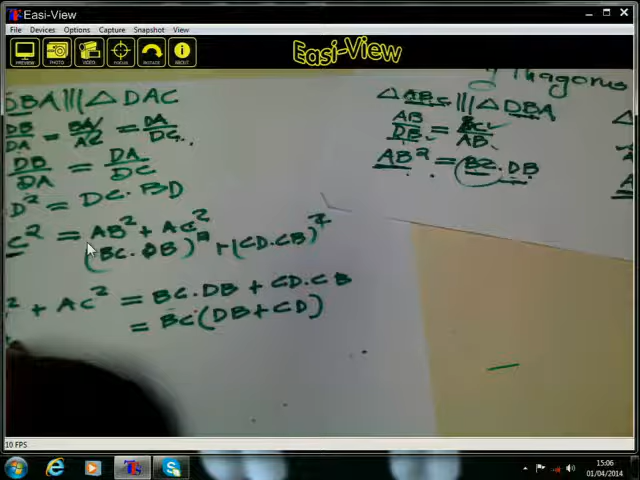 Easi-View
File Devices Options Capture Snapshot View
PREVIEW PHOTO VIDEO FOCUS ROTATE ABOUT
Easi-View
DBA ||| △ DAC
DB/DA = BA/AC = DA/DC.
DB/DA = DA/DC
D² = DC. BD
C² = AB² + AC²
(BC. DB)² + (CD.CB)²
² + AC² = BC.DB + CD.CB
= BC(DB+CD)
ythagorus
△ ABC ||| △ DBA
AB/DB = BC/AB
AB² = BC . DB
10 FPS
15:06
01/04/2014